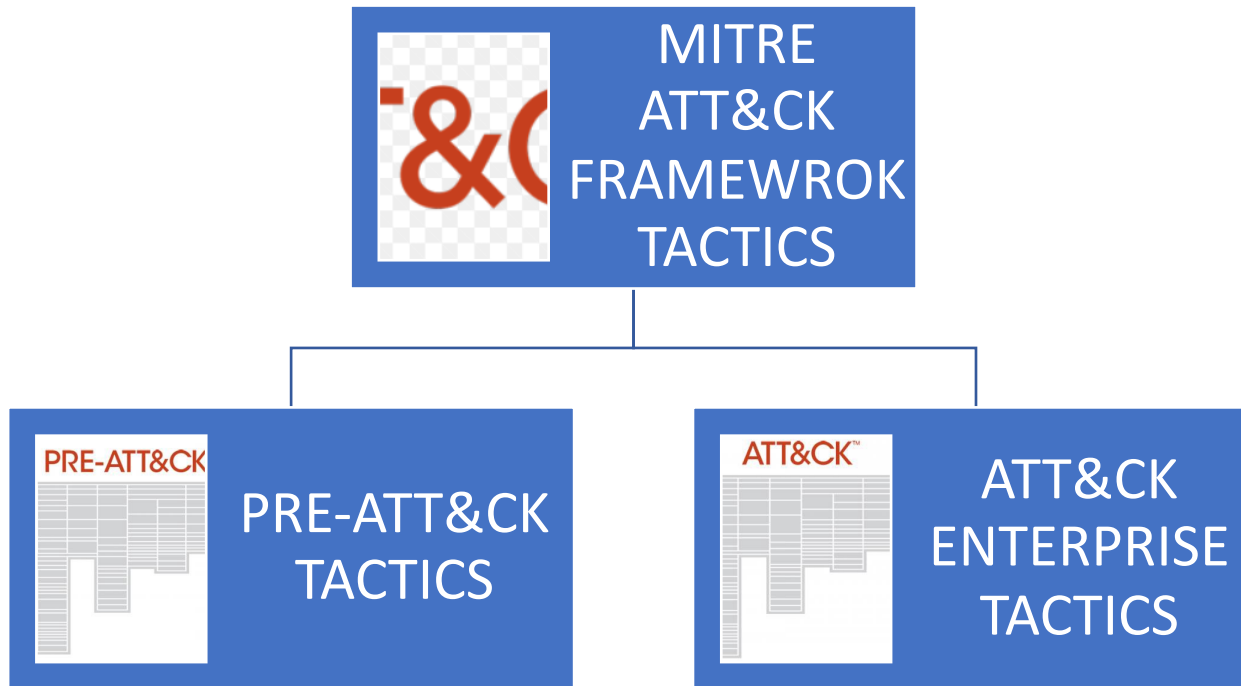 T&C
MITRE
ATT&CK
FRAMEWROK
TACTICS
PRE-ATT&CK
PRE-ATT&CK
TACTICS
ATT&CK™
ATT&CK
ENTERPRISE
TACTICS